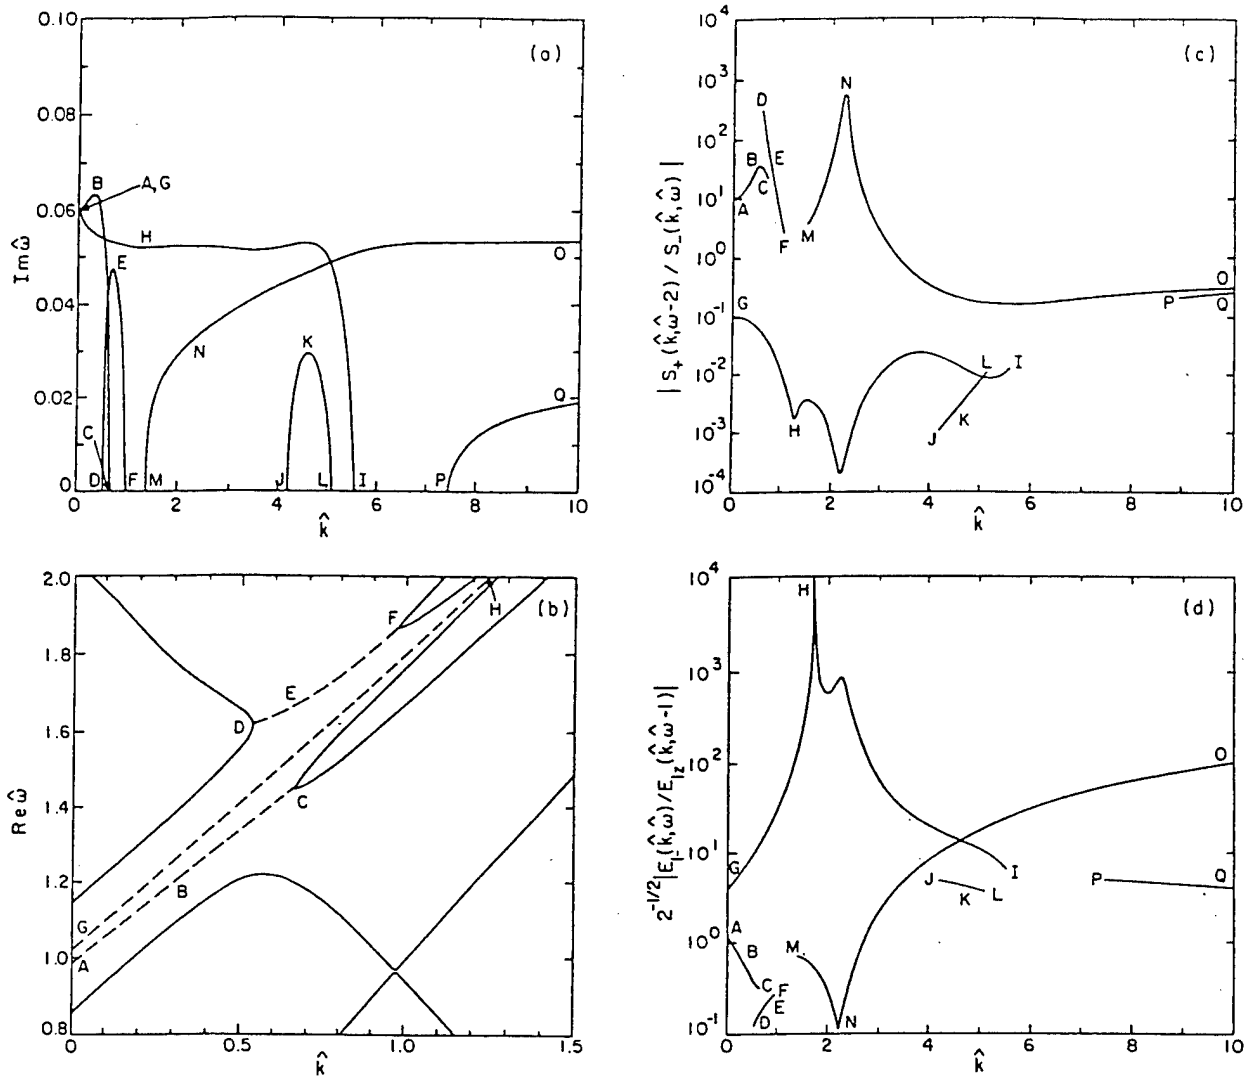 0.10
0.08
0.06
0.04
0.02
0
Im ω̂
(a)
B
A,G
H
E
N
K
O
Q
C
D
F
M
J
L
I
P
0 2 4 6 8 10
k̂
10⁴
10³
10²
10¹
10⁰
10⁻¹
10⁻²
10⁻³
10⁻⁴
|S₊(k̂,ω̂-2)/S₋(k̂,ω̂)|
(c)
D
N
B
E
C
A
F
M
G
O
P
Q
L
I
H
J
K
0 2 4 6 8 10
k̂
2.0
1.8
1.6
1.4
1.2
1.0
0.8
Re ω̂
(b)
F
H
E
D
C
B
G
A
0 0.5 1.0 1.5
k̂
10⁴
10³
10²
10¹
10⁰
10⁻¹
2⁻¹/²|E₁₋(k̂,ω̂)/E₁z(k̂,ω̂-1)|
(d)
H
O
G
I
J
K
L
P
Q
A
B
M
C
F
E
D
N
0 2 4 6 8 10
k̂